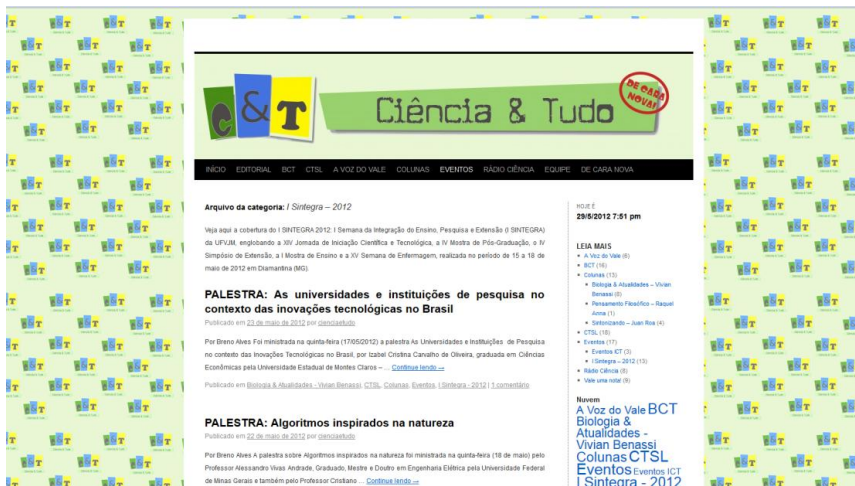 C&T
Ciência & Tudo
DE CARA NOVA!
INÍCIO EDITORIAL BCT CTSL A VOZ DO VALE COLUNAS EVENTOS RÁDIO CIÊNCIA EQUIPE DE CARA NOVA
Arquivo da categoria: I Sintegra – 2012
Veja aqui a cobertura do I SINTEGRA 2012: I Semana da Integração do Ensino, Pesquisa e Extensão (I SINTEGRA)
da UFVJM, englobando a XIV Jornada de Iniciação Científica e Tecnológica, a IV Mostra de Pós-Graduação, o IV
Simpósio de Extensão, a I Mostra de Ensino e a XV Semana de Enfermagem, realizada no período de 15 a 18 de
maio de 2012 em Diamantina (MG).
PALESTRA: As universidades e instituições de pesquisa no
contexto das inovações tecnológicas no Brasil
Publicado em 23 de maio de 2012 por cienciaetudo
Por Breno Alves Foi ministrada na quinta-feira (17/05/2012) a palestra As Universidades e Institutições de Pesquisa
no contexto das Inovações Tecnológicas no Brasil, por Izabel Cristina Carvalho de Oliveira, graduada em Ciências
Econômicas pela Universidade Estadual de Montes Claros – ... Continue lendo →
Publicado em Biologia & Atualidades - Vivian Benassi, CTSL, Colunas, Eventos, I Sintegra - 2012 | 1 comentário
PALESTRA: Algoritmos inspirados na natureza
Publicado em 22 de maio de 2012 por cienciaetudo
Por Breno Alves A palestra sobre Algoritmos inspirados na natureza foi ministrada na quinta-feira (18 de maio) pelo
Professor Alessandro Vivas Andrade, Graduado, Mestre e Doutro em Engenharia Elétrica pela Universidade Federal
de Minas Gerais e também pelo Professor Cristiano ... Continue lendo →
HOJE É
29/5/2012 7:51 pm
LEIA MAIS
A Voz do Vale (6)
BCT (16)
Colunas (13)
Biologia & Atualidades – Vivian
Benassi (8)
Pensamento Filosófico – Raquel
Anna (1)
Sintonizando – Juan Roa (4)
CTSL (18)
Eventos (17)
Eventos ICT (3)
I Sintegra – 2012 (13)
Rádio Ciência (8)
Vale uma nota! (9)
Nuvem
A Voz do Vale BCT
Biologia &
Atualidades -
Vivian Benassi
Colunas CTSL
Eventos Eventos ICT
I Sintegra - 2012